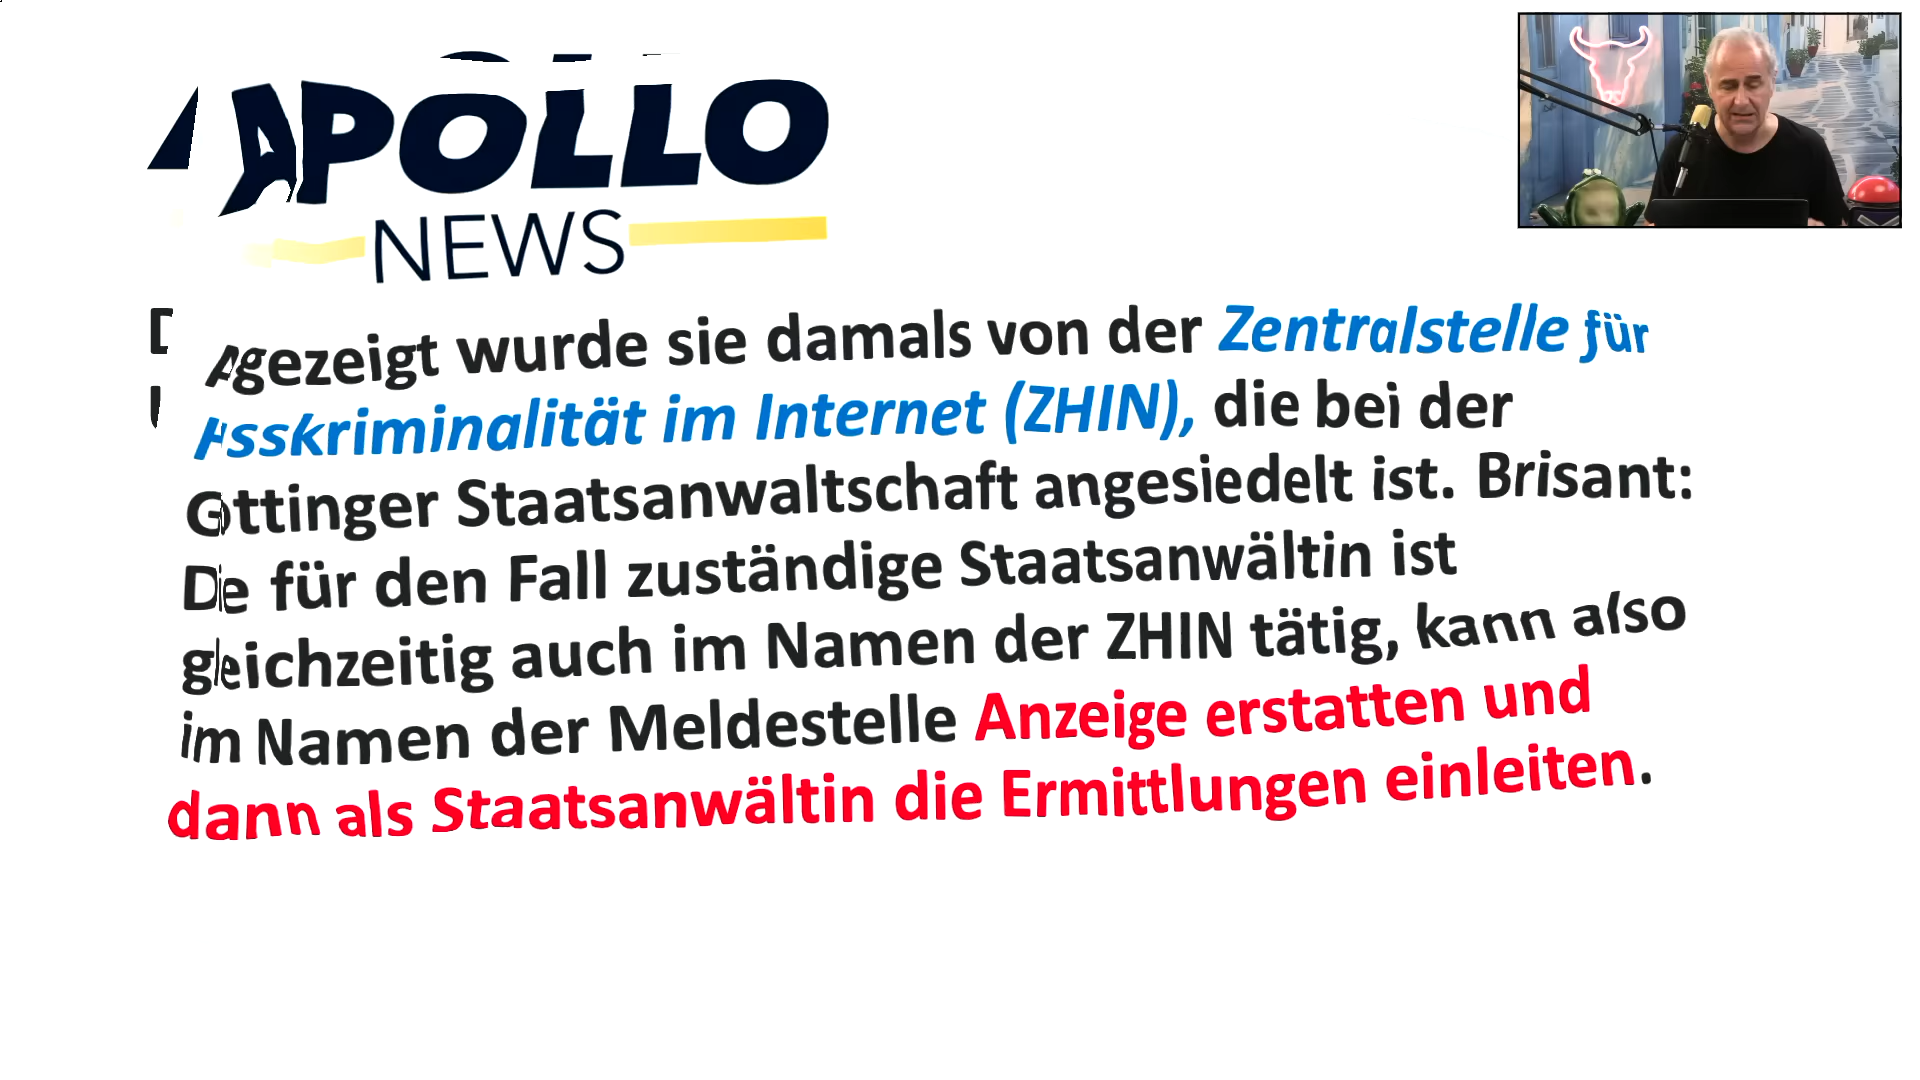 APOLLO
NEWS
gezeigt wurde sie damals von der Zentralstelle für
sskriminalität im Internet (ZHIN), die bei der
Gttinger Staatsanwaltschaft angesiedelt ist. Brisant:
Die für den Fall zuständige Staatsanwältin ist
gleichzeitig auch im Namen der ZHIN tätig, kann also
im Namen der Meldestelle Anzeige erstatten und
dann als Staatsanwältin die Ermittlungen einleiten.